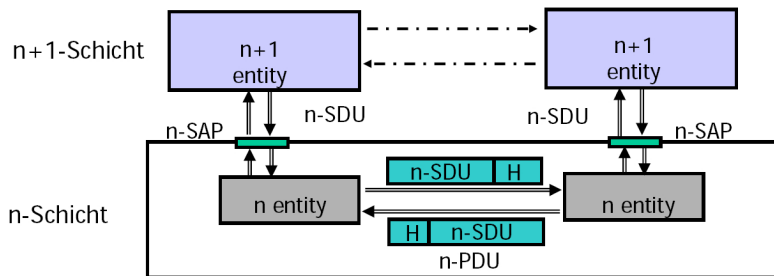 n+1-Schicht
n+1
entity
n+1
entity
n-SAP
n-SDU
n-SDU
n-SAP
n-Schicht
n entity
n-SDU H
n entity
H n-SDU
n-PDU